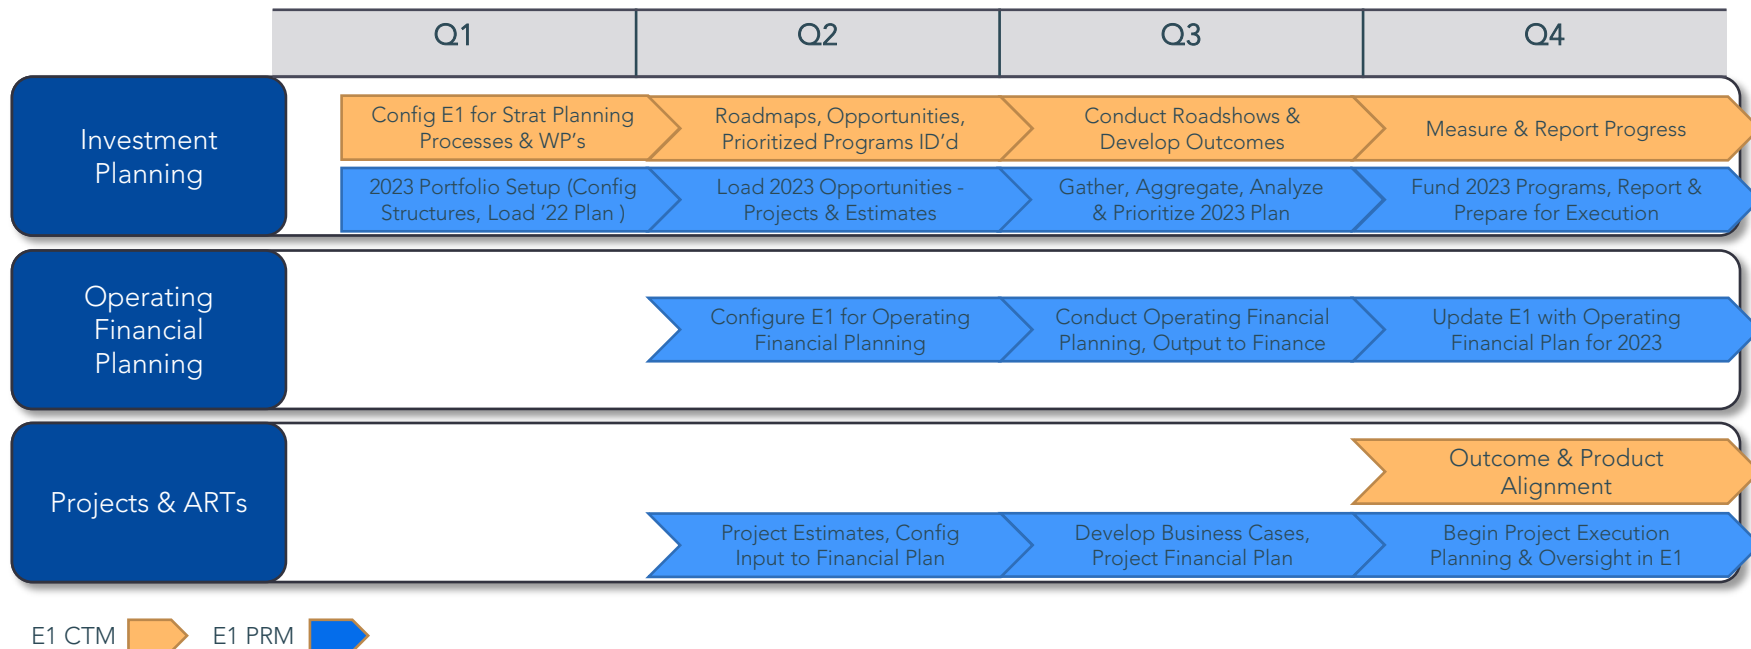 Q1
Q2
Q3
Q4
Investment
Planning
Config E1 for Strat Planning
Processes & WP’s
Roadmaps, Opportunities,
Prioritized Programs ID’d
Conduct Roadshows &
Develop Outcomes
Measure & Report Progress
2023 Portfolio Setup (Config
Structures, Load ’22 Plan )
Load 2023 Opportunities -
Projects & Estimates
Gather, Aggregate, Analyze
& Prioritize 2023 Plan
Fund 2023 Programs, Report &
Prepare for Execution
Operating
Financial
Planning
Configure E1 for Operating
Financial Planning
Conduct Operating Financial
Planning, Output to Finance
Update E1 with Operating
Financial Plan for 2023
Projects & ARTs
Outcome & Product
Alignment
Project Estimates, Config
Input to Financial Plan
Develop Business Cases,
Project Financial Plan
Begin Project Execution
Planning & Oversight in E1
E1 CTM
E1 PRM